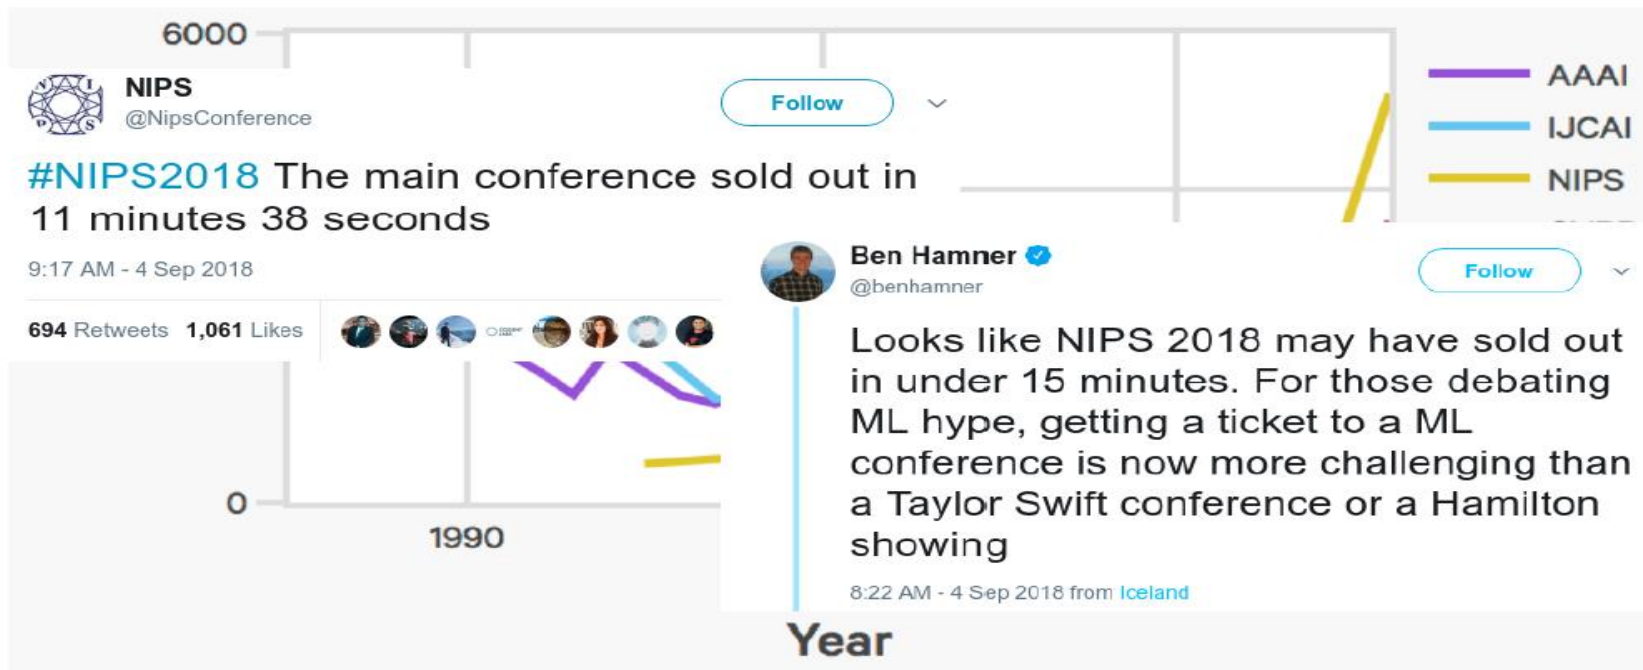 6000
AAAI
IJCAI
NIPS
NIPS
@NipsConference
Follow
#NIPS2018 The main conference sold out in
11 minutes 38 seconds
9:17 AM - 4 Sep 2018
694 Retweets 1,061 Likes
Ben Hamner
@benhamner
Follow
Looks like NIPS 2018 may have sold out
in under 15 minutes. For those debating
ML hype, getting a ticket to a ML
conference is now more challenging than
a Taylor Swift conference or a Hamilton
showing
8:22 AM - 4 Sep 2018 from Iceland
0
1990
Year